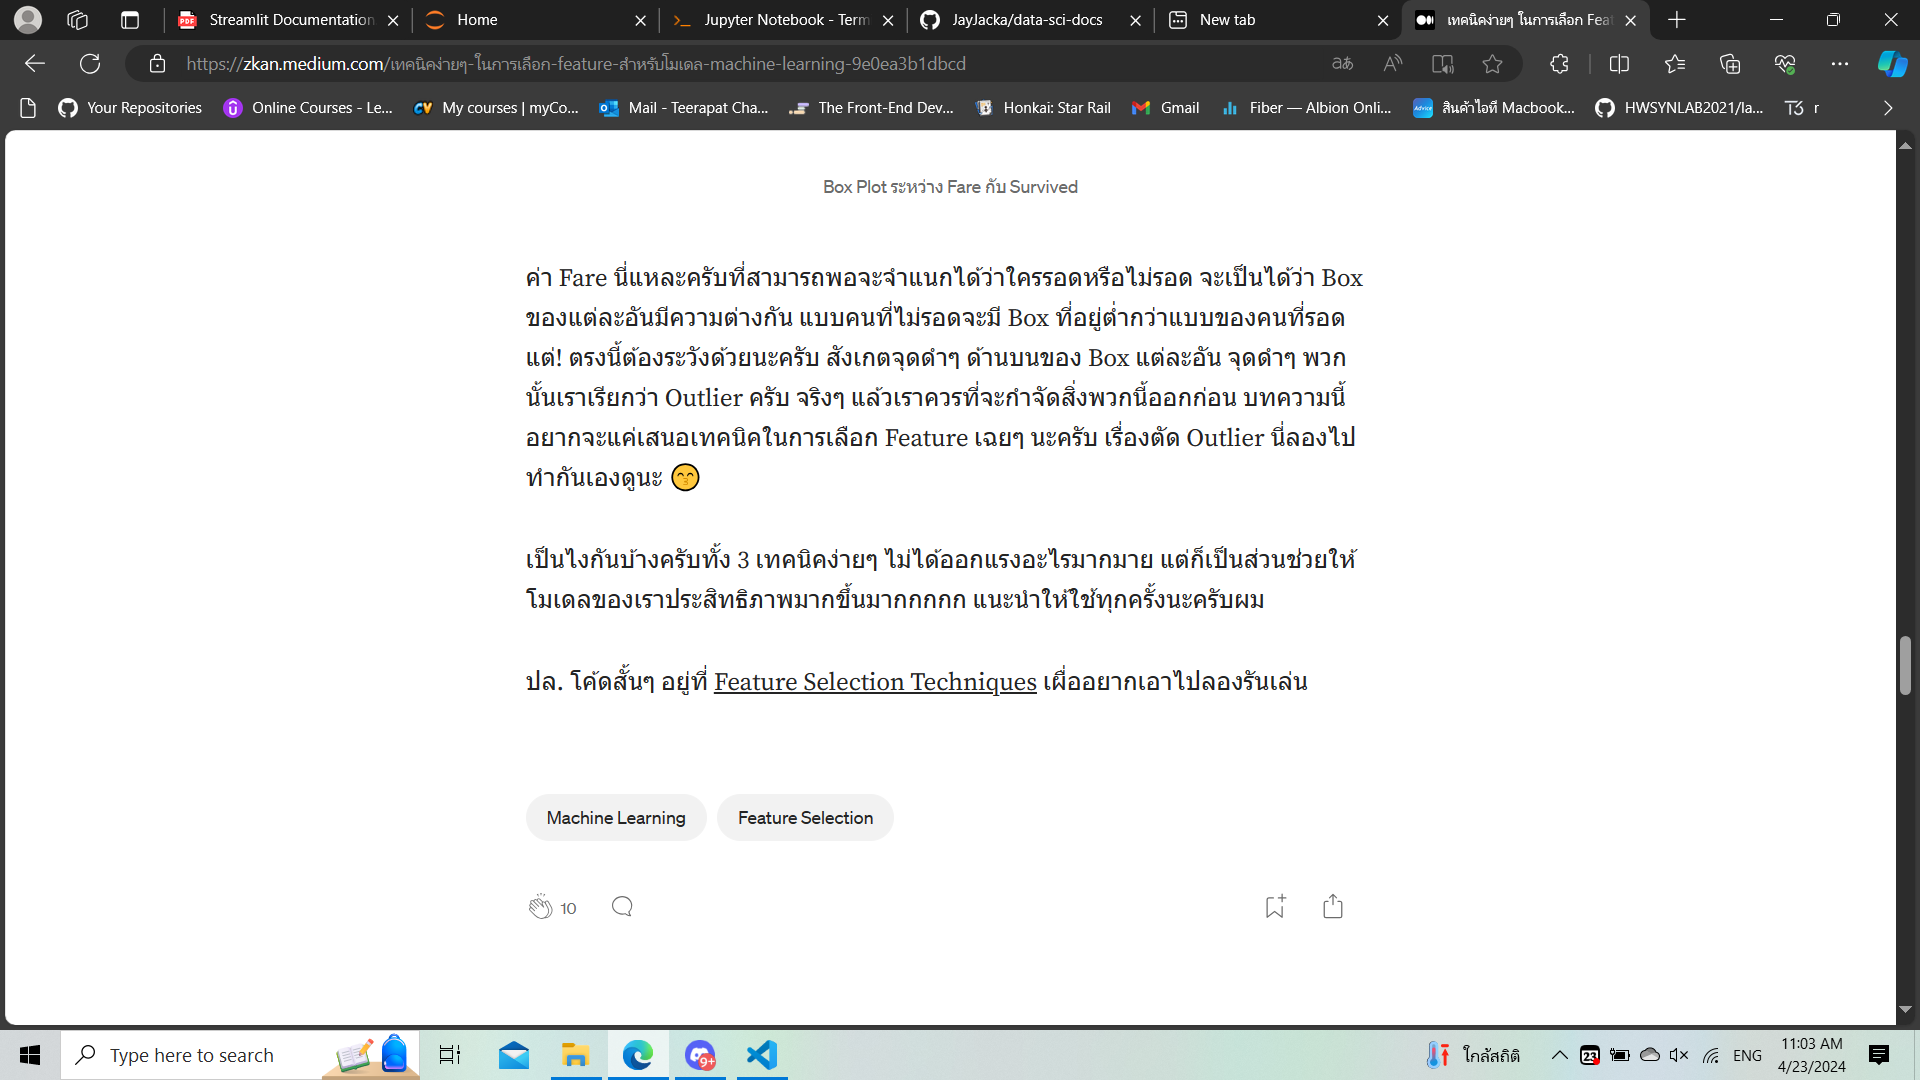 Streamlit Documentation
Home
Jupyter Notebook - Term
JayJacka/data-sci-docs
New tab
เทคนิคง่ายๆ ในการเลือก Feat
https://zkan.medium.com/เทคนิคง่ายๆ-ในการเลือก-feature-สำหรับโมเดล-machine-learning-9e0ea3b1dbcd
Your Repositories
Online Courses - Le...
My courses | myCo...
Mail - Teerapat Cha...
The Front-End Dev...
Honkai: Star Rail
Gmail
Fiber — Albion Onli...
สินค้าไอที Macbook...
HWSYNLAB2021/la...
r
Box Plot ระหว่าง Fare กับ Survived
ค่า Fare นี่แหละครับที่สามารถพอจะจำแนกได้ว่าใครรอดหรือไม่รอด จะเป็นได้ว่า Box
ของแต่ละอันมีความต่างกัน แบบคนที่ไม่รอดจะมี Box ที่อยู่ต่ำกว่าแบบของคนที่รอด
แต่! ตรงนี้ต้องระวังด้วยนะครับ สังเกตจุดดำๆ ด้านบนของ Box แต่ละอัน จุดดำๆ พวก
นั้นเราเรียกว่า Outlier ครับ จริงๆ แล้วเราควรที่จะกำจัดสิ่งพวกนี้ออกก่อน บทความนี้
อยากจะแค่เสนอเทคนิคในการเลือก Feature เฉยๆ นะครับ เรื่องตัด Outlier นี่ลองไป
ทำกันเองดูนะ 😙
เป็นไงกันบ้างครับทั้ง 3 เทคนิคง่ายๆ ไม่ได้ออกแรงอะไรมากมาย แต่ก็เป็นส่วนช่วยให้
โมเดลของเราประสิทธิภาพมากขึ้นมากกกกก แนะนำให้ใช้ทุกครั้งนะครับผม
ปล. โค้ดสั้นๆ อยู่ที่ Feature Selection Techniques เผื่ออยากเอาไปลองรันเล่น
Machine Learning
Feature Selection
10
Type here to search
9+
ใกล้สถิติ
23
ENG
11:03 AM
4/23/2024